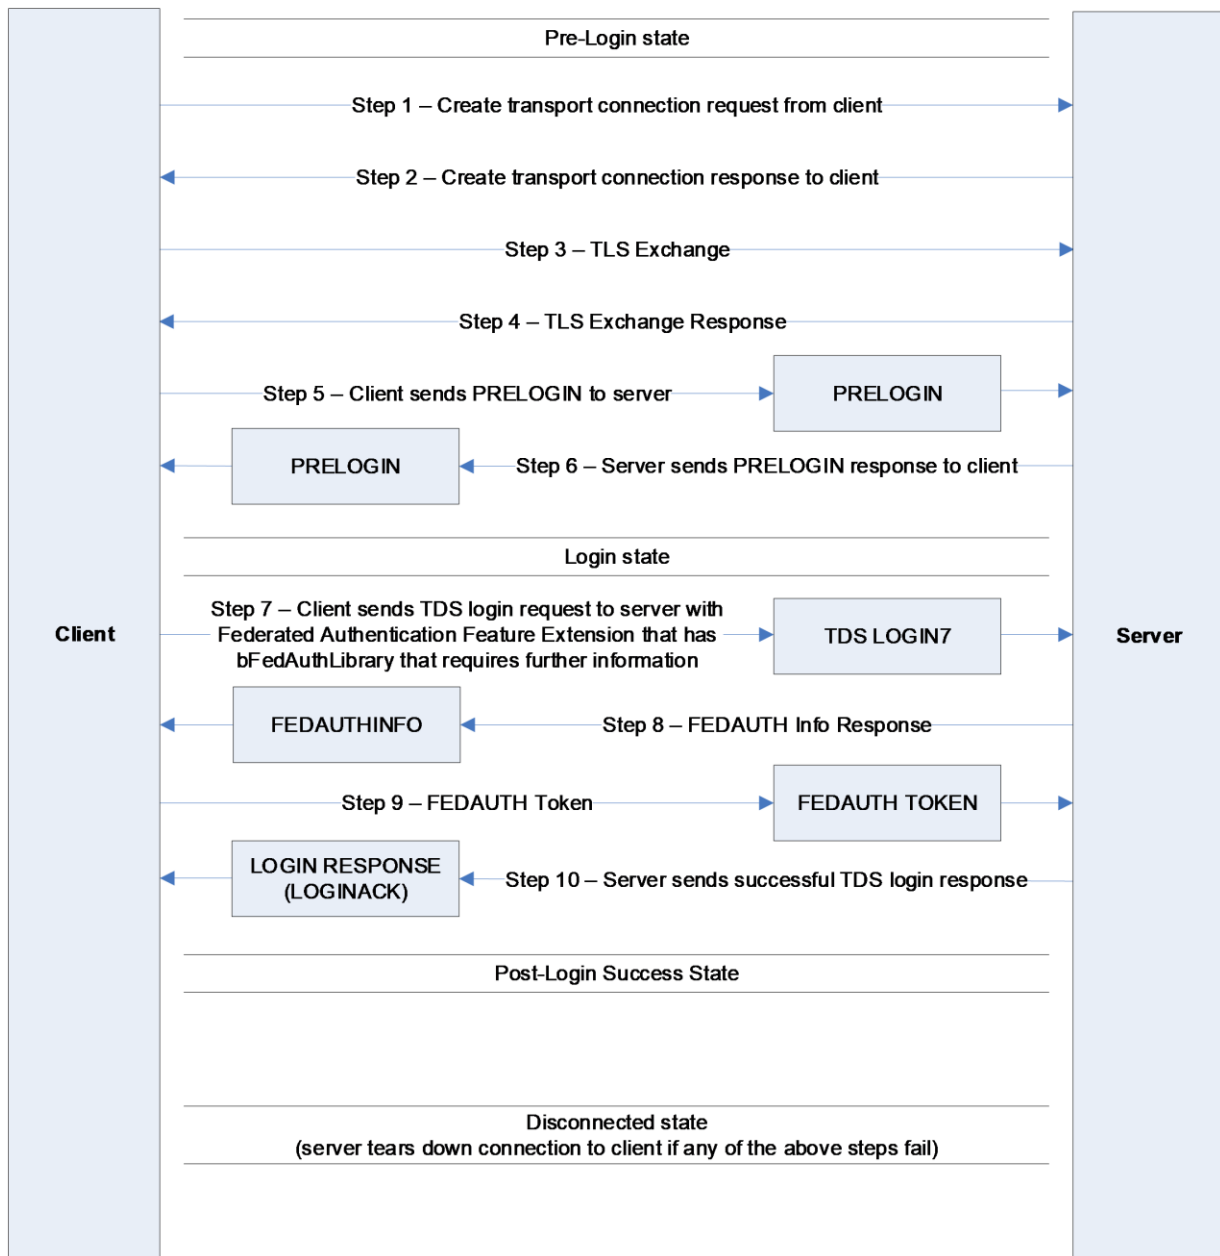 Pre-Login state
Step 1 – Create transport connection request from client
Step 2 – Create transport connection response to client
Step 3 – TLS Exchange
Step 4 – TLS Exchange Response
Step 5 – Client sends PRELOGIN to server
PRELOGIN
PRELOGIN
Step 6 – Server sends PRELOGIN response to client
Login state
Client
Step 7 – Client sends TDS login request to server with
Federated Authentication Feature Extension that has
bFedAuthLibrary that requires further information
TDS LOGIN7
Server
FEDAUTHINFO
Step 8 – FEDAUTH Info Response
Step 9 – FEDAUTH Token
FEDAUTH TOKEN
LOGIN RESPONSE
(LOGINACK)
Step 10 – Server sends successful TDS login response
Post-Login Success State
Disconnected state
(server tears down connection to client if any of the above steps fail)